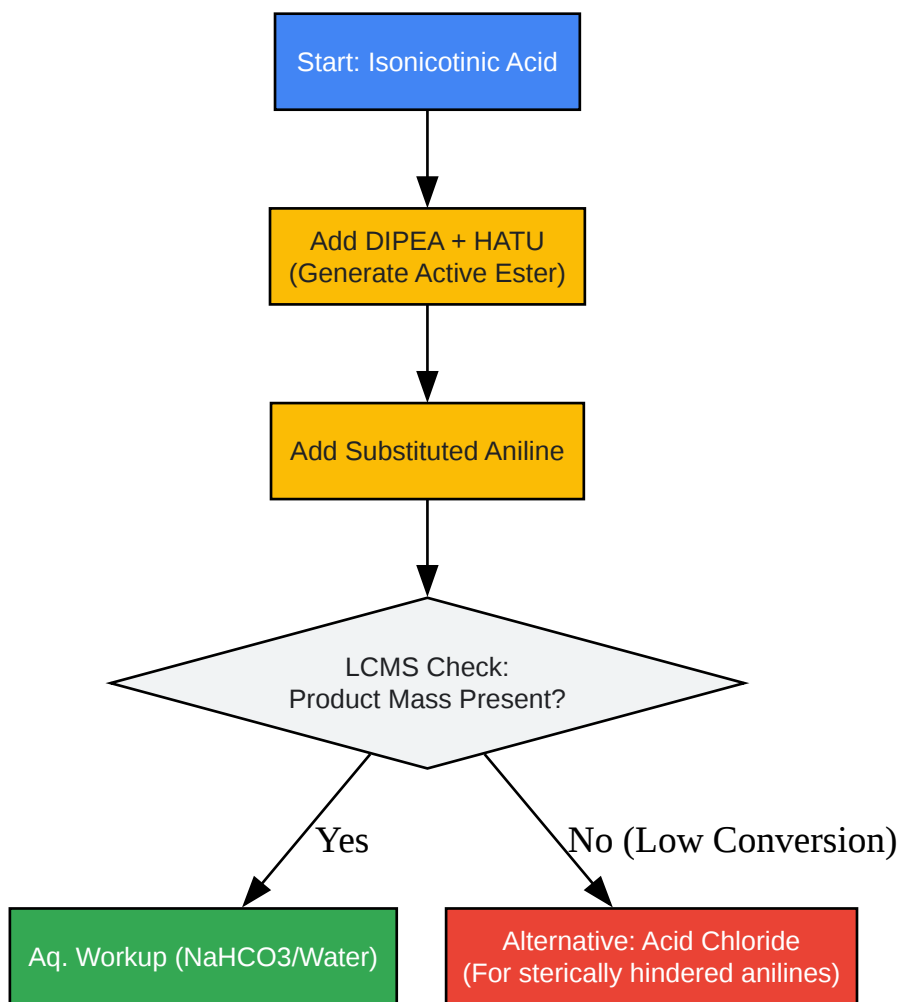 Start: Isonicotinic Acid
Add DIPEA + HATU
(Generate Active Ester)
Add Substituted Aniline
LCMS Check:
Product Mass Present?
Yes
No (Low Conversion)
Aq. Workup (NaHCO3/Water)
Alternative: Acid Chloride
(For sterically hindered anilines)